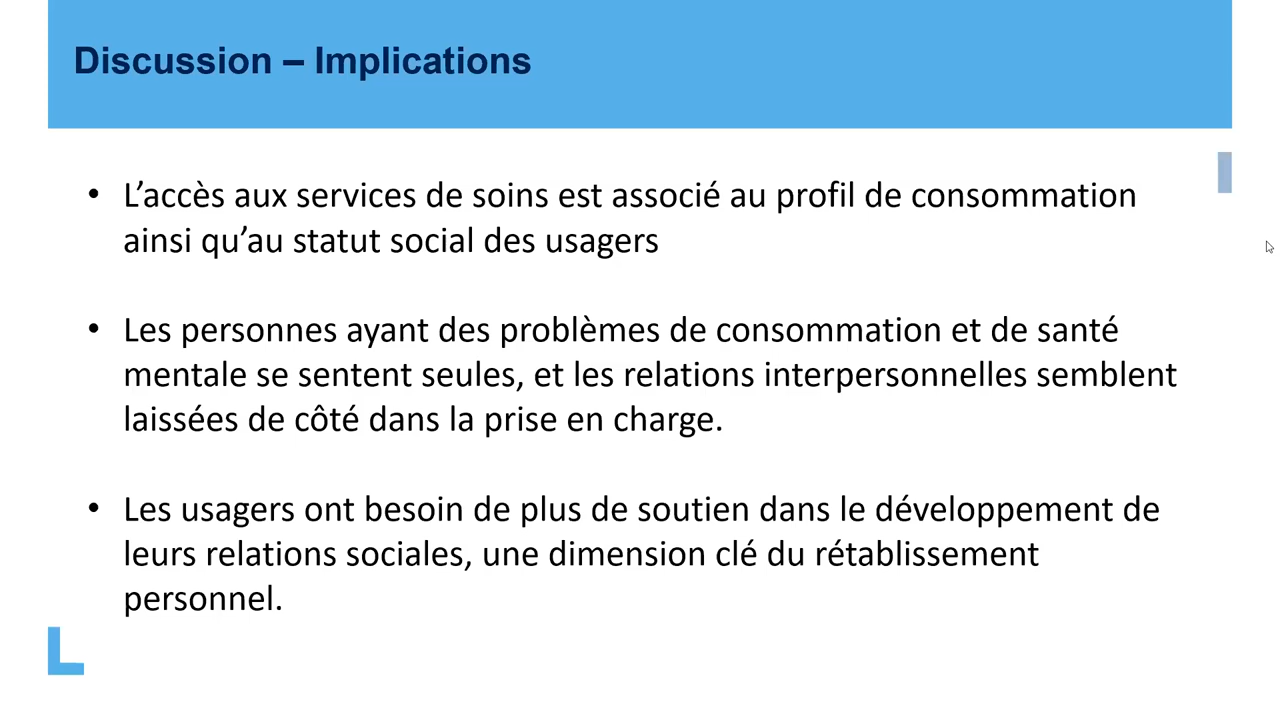 Discussion – Implications
• L’accès aux services de soins est associé au profil de consommation
ainsi qu’au statut social des usagers
• Les personnes ayant des problèmes de consommation et de santé
mentale se sentent seules, et les relations interpersonnelles semblent
laissées de côté dans la prise en charge.
• Les usagers ont besoin de plus de soutien dans le développement de
leurs relations sociales, une dimension clé du rétablissement
personnel.